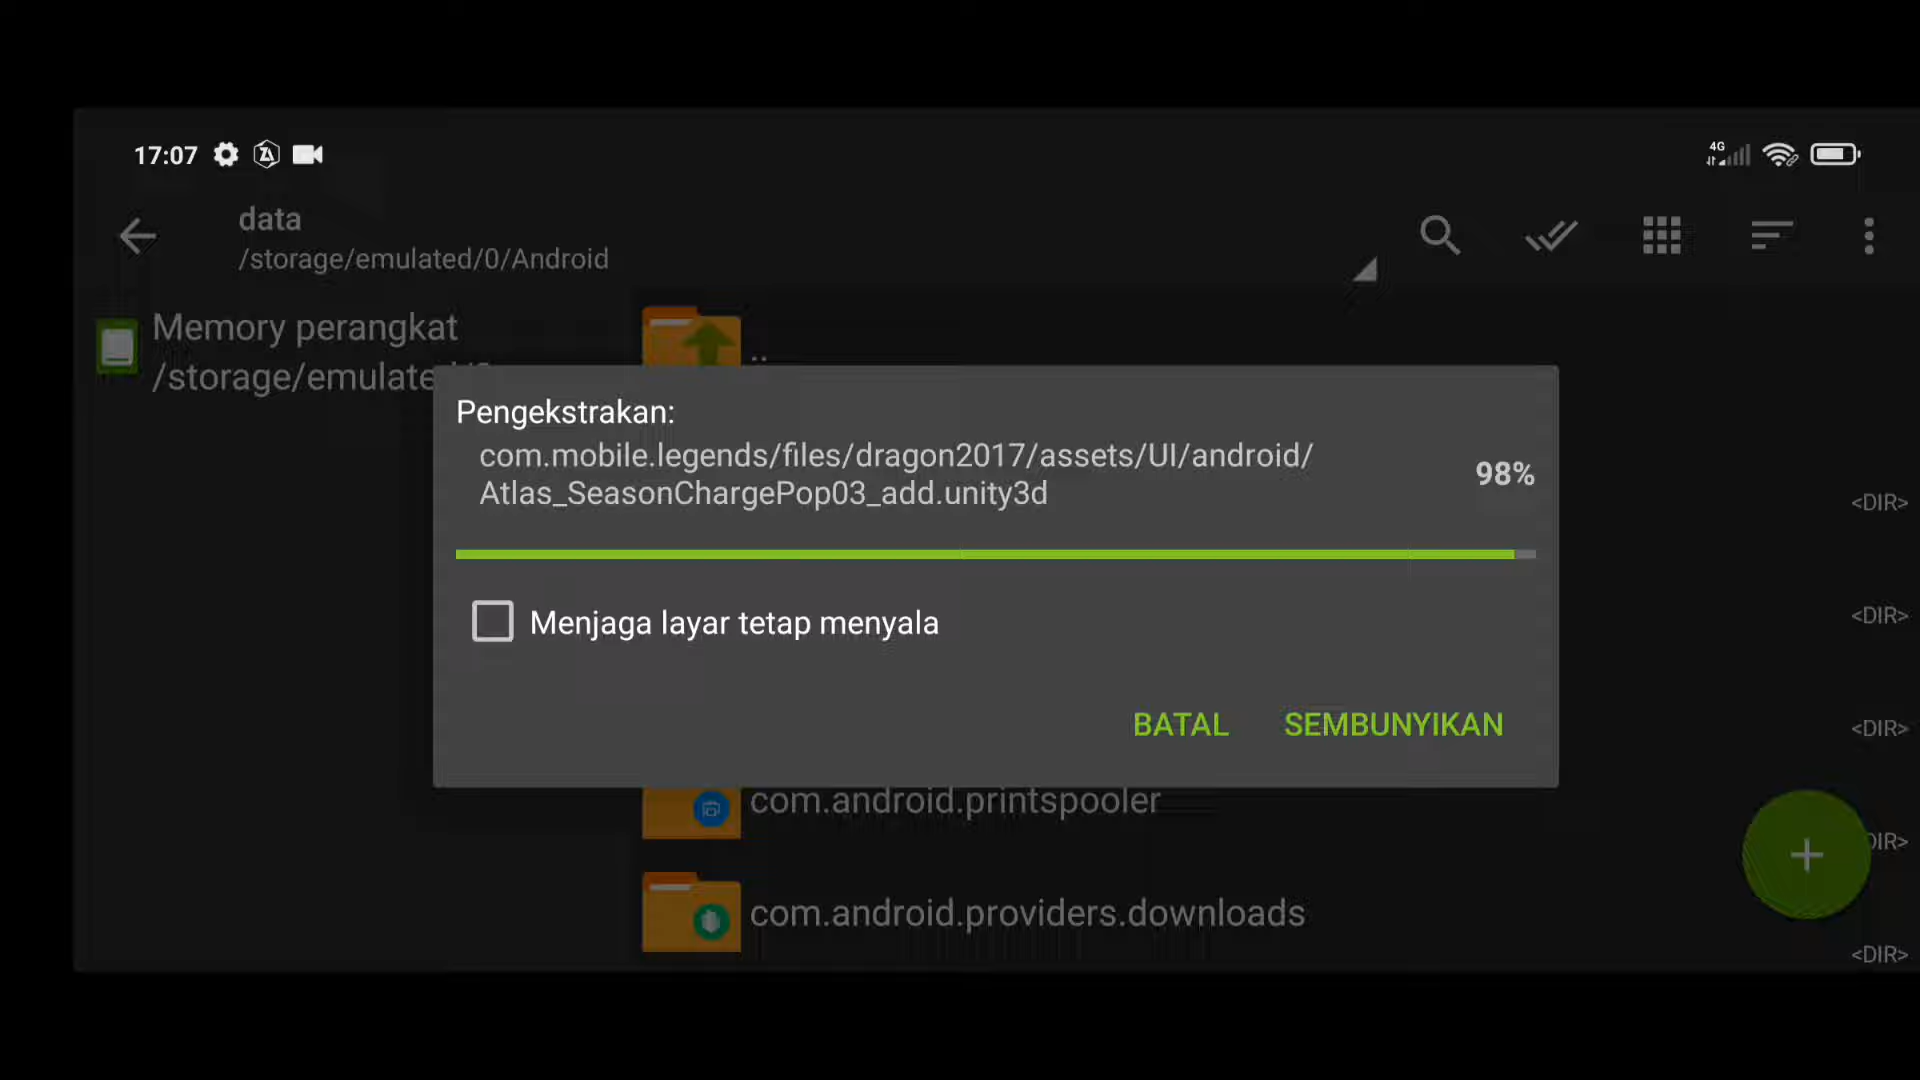 17:07
4G
data
/storage/emulated/0/Android
Memory perangkat
/storage/emulate
..
Pengekstrakan:
com.mobile.legends/files/dragon2017/assets/UI/android/
Atlas_SeasonChargePop03_add.unity3d
98%
<DIR>
<DIR>
Menjaga layar tetap menyala
BATAL
SEMBUNYIKAN
<DIR>
com.android.printspooler
DIR>
com.android.providers.downloads
<DIR>